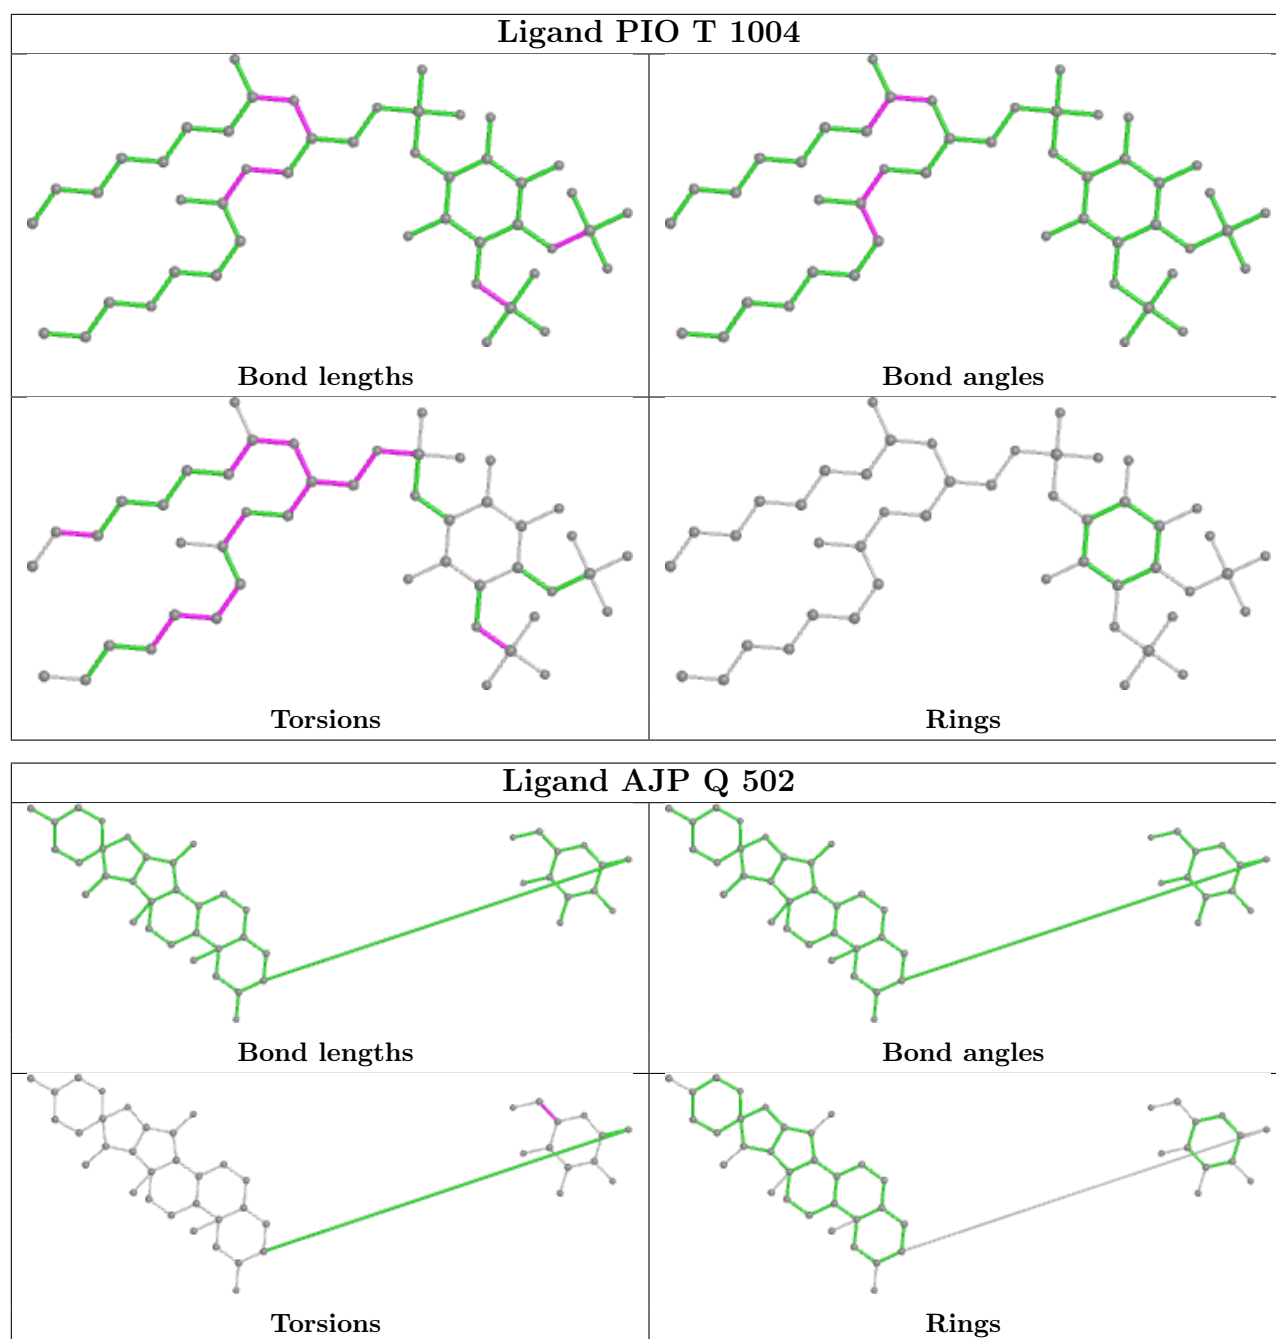 Ligand PIO T 1004
Bond lengths
Bond angles
Torsions
Rings
Ligand AJP Q 502
Bond lengths
Bond angles
Torsions
Rings